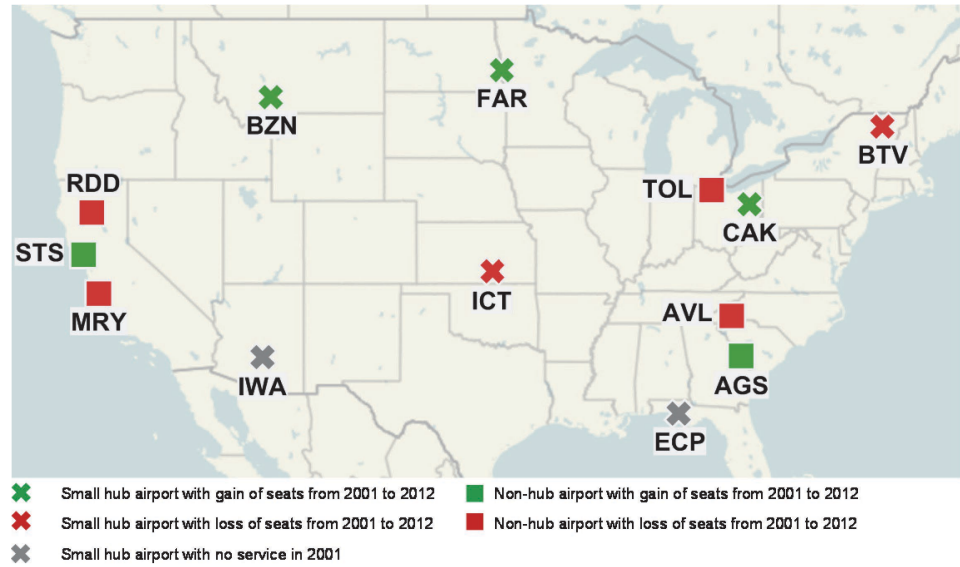 FAR
BZN
BTV
RDD
TOL
CAK
STS
ICT
MRY
AVL
IWA
AGS
ECP
Small hub airport with gain of seats from 2001 to 2012
Non-hub airport with gain of seats from 2001 to 2012
Small hub airport with loss of seats from 2001 to 2012
Non-hub airport with loss of seats from 2001 to 2012
Small hub airport with no service in 2001